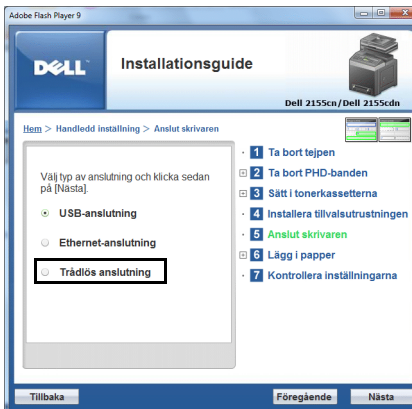 Adobe Flash Player 9
DELL
Installationsguide
Dell 2155cn/Dell 2155cdn
Hem > Handledd inställning > Anslut skrivaren
Välj typ av anslutning och klicka sedan
på [Nästa].
USB-anslutning
Ethernet-anslutning
Trådlös anslutning
1 Ta bort tejpen
2 Ta bort PHD-banden
3 Sätt i tonerkassetterna
4 Installera tillvalsutrustningen
5 Anslut skrivaren
6 Lägg i papper
7 Kontrollera inställningarna
Tillbaka
Föregående
Nästa